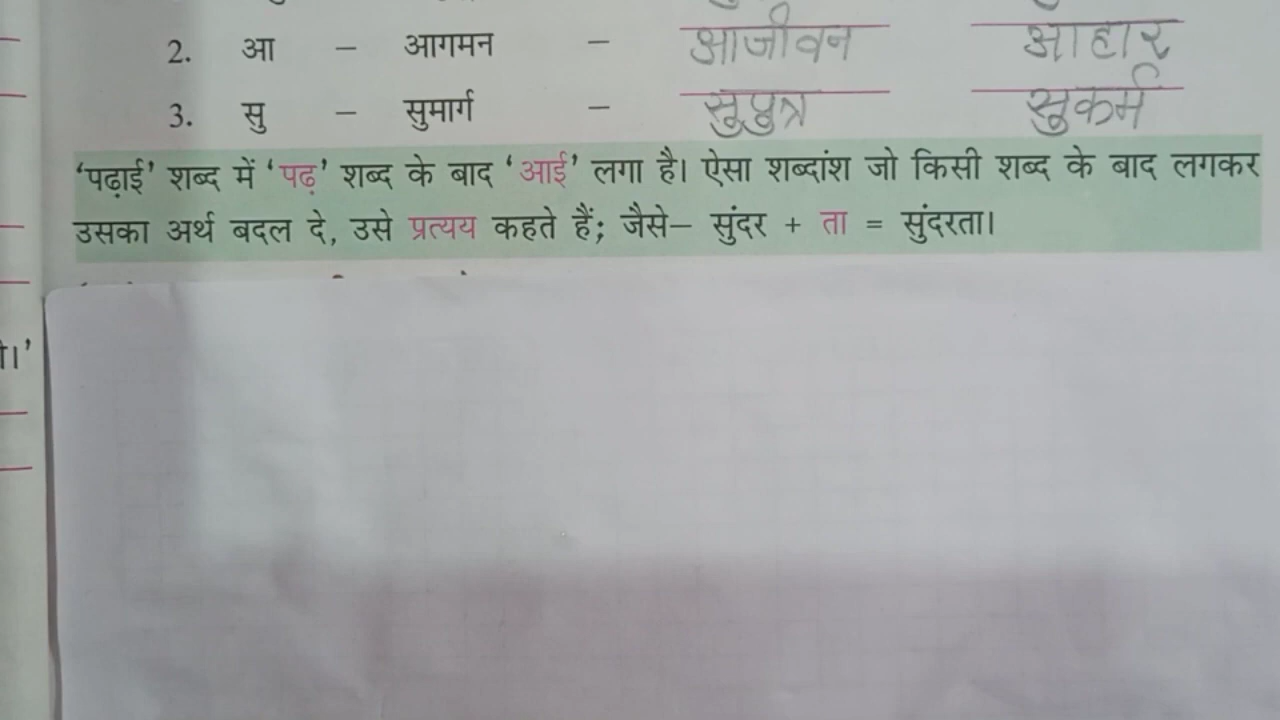 2. आ – आगमन – आजीवन आहार
3. सु – सुमार्ग – सुपुत्र सुकर्म
‘पढ़ाई’ शब्द में ‘पढ़’ शब्द के बाद ‘आई’ लगा है। ऐसा शब्दांश जो किसी शब्द के बाद लगकर
उसका अर्थ बदल दे, उसे प्रत्यय कहते हैं; जैसे– सुंदर + ता = सुंदरता।